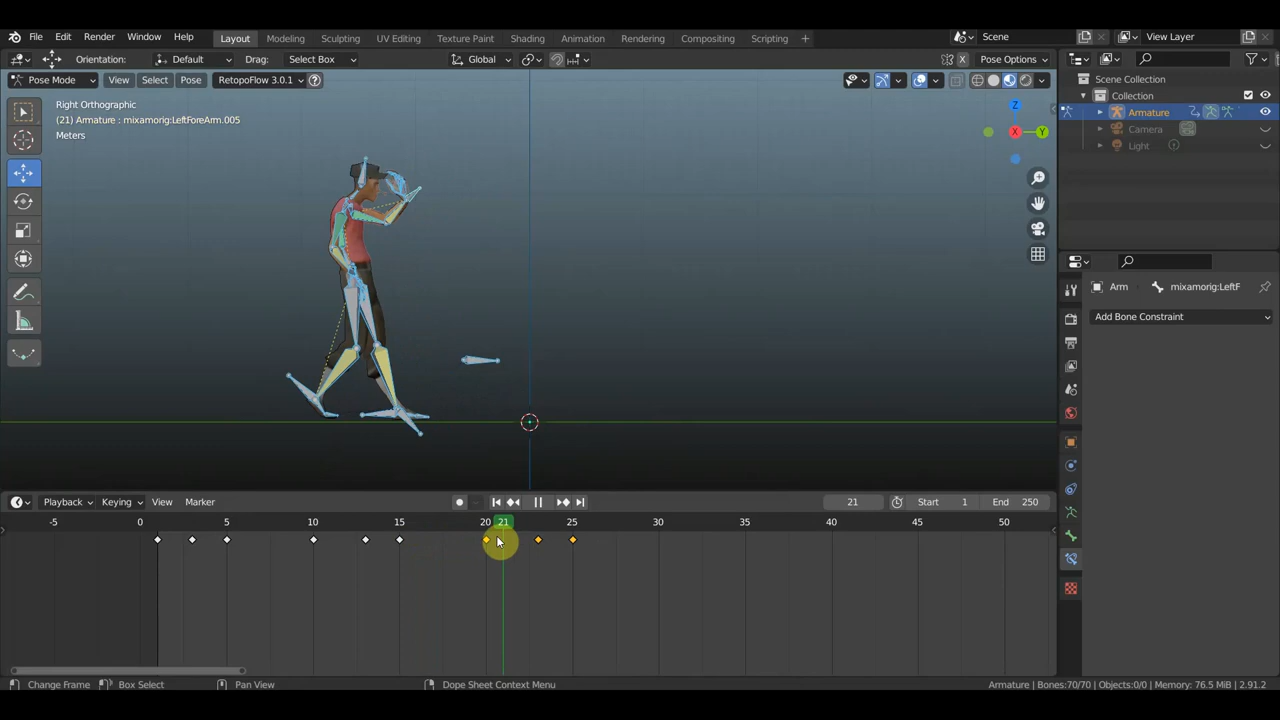 File Edit Render Window Help Layout Modeling Sculpting UV Editing Texture Paint Shading Animation Rendering Compositing Scripting + Scene View Layer
Orientation: Default Drag: Select Box Global Pose Options
Pose Mode View Select Pose RetopoFlow 3.0.1 ?
Right Orthographic
(21) Armature : mixamorig:LeftForeArm.005
Meters
Z
X
Y
Scene Collection
Collection
Armature
Camera
Light
Arm mixamorig:LeftF
Add Bone Constraint
Playback Keying View Marker 21 Start 1 End 250
-5 0 5 10 15 20 21 25 30 35 40 45 50
Change Frame Box Select Pan View Dope Sheet Context Menu Armature | Bones:70/70 | Objects:0/0 | Memory: 76.5 MiB | 2.91.2